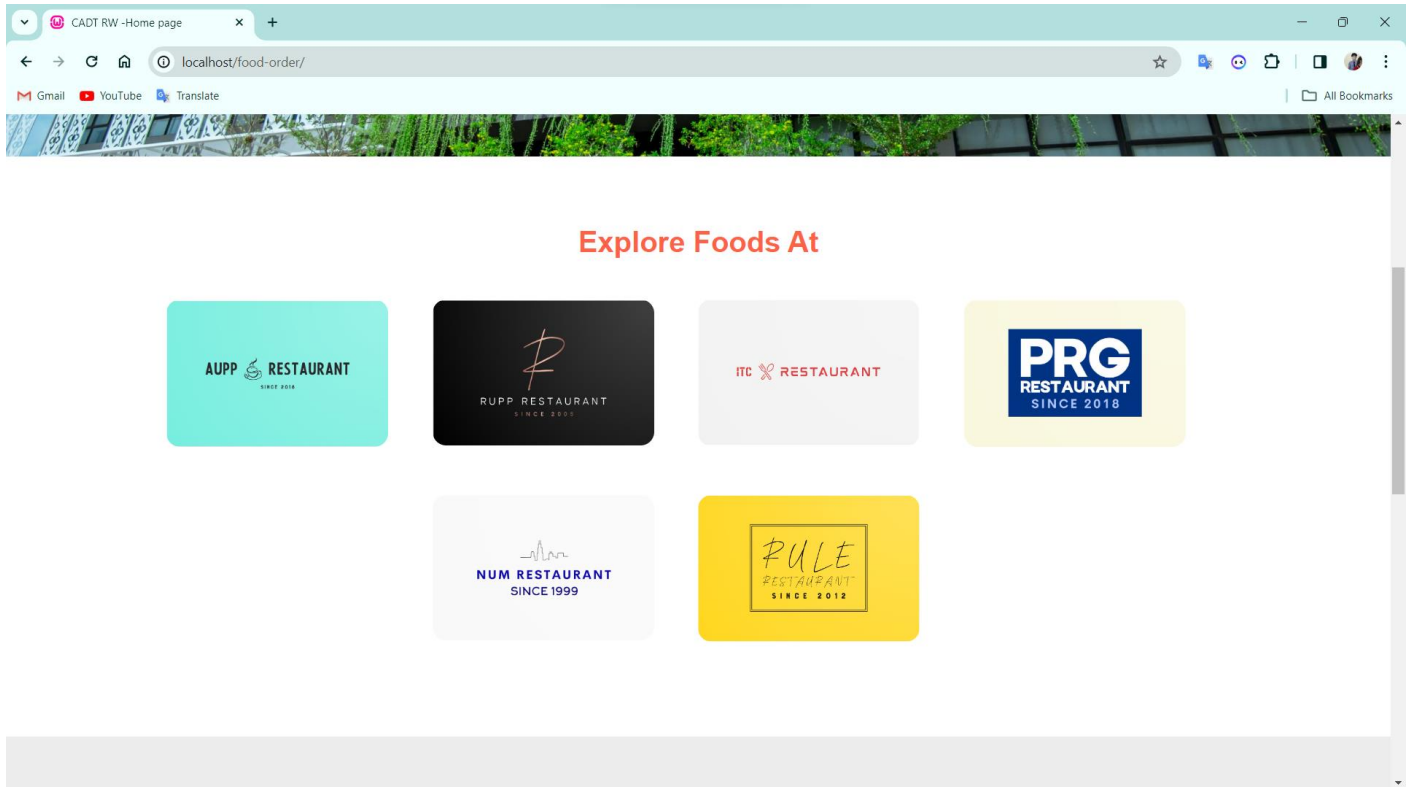 CADT RW -Home page
localhost/food-order/
Gmail YouTube Translate All Bookmarks
Explore Foods At
AUPP RESTAURANT
SINCE 2018
RUPP RESTAURANT
SINCE
ITC RESTAURANT
PRG
RESTAURANT
SINCE 2018
NUM RESTAURANT
SINCE 1999
RULE
RESTAURANT
SINCE 2012